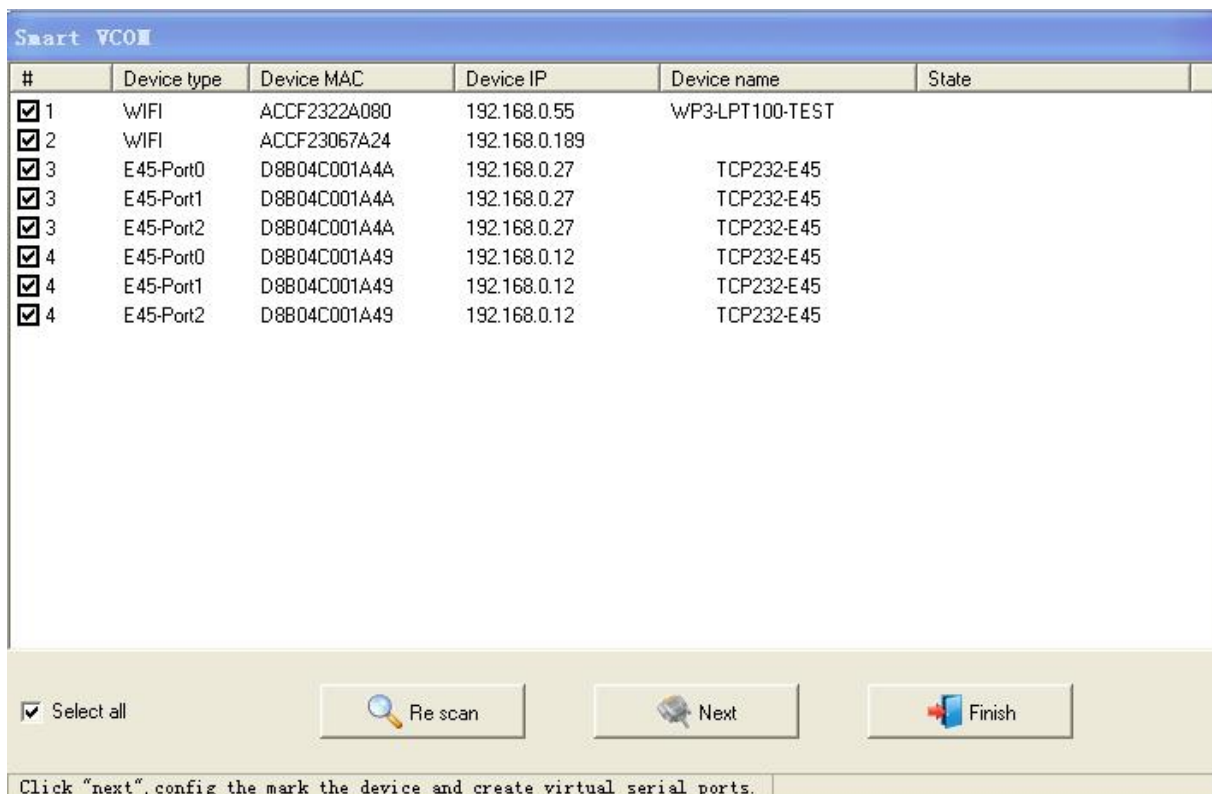 Smart VCOM
# Device type Device MAC Device IP Device name State
1 WIFI ACCF2322A080 192.168.0.55 WP3-LPT100-TEST
2 WIFI ACCF23067A24 192.168.0.189
3 E45-Port0 D8B04C001A4A 192.168.0.27 TCP232-E45
3 E45-Port1 D8B04C001A4A 192.168.0.27 TCP232-E45
3 E45-Port2 D8B04C001A4A 192.168.0.27 TCP232-E45
4 E45-Port0 D8B04C001A49 192.168.0.12 TCP232-E45
4 E45-Port1 D8B04C001A49 192.168.0.12 TCP232-E45
4 E45-Port2 D8B04C001A49 192.168.0.12 TCP232-E45
Select all Re scan Next Finish
Click "next",config the mark the device and create virtual serial ports.